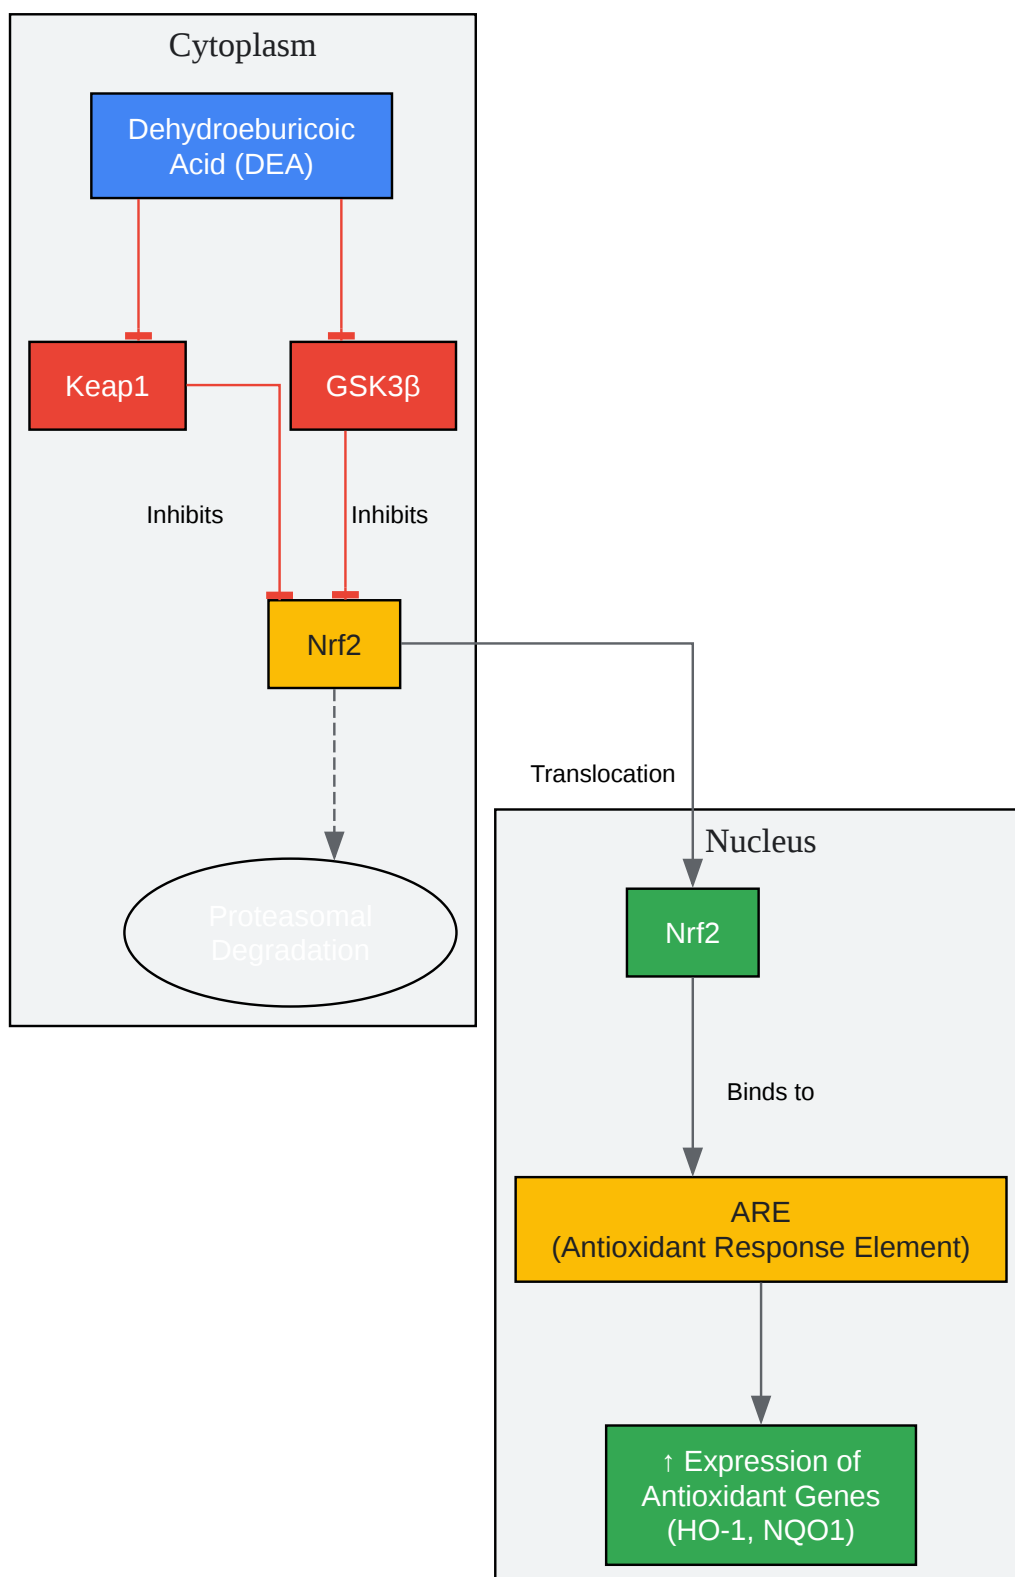 Cytoplasm
Dehydroeburicoic
Acid (DEA)
Keap1
GSK3β
Inhibits
Inhibits
Nrf2
Translocation
Nucleus
Proteasomal
Degradation
Nrf2
Binds to
ARE
(Antioxidant Response Element)
↑ Expression of
Antioxidant Genes
(HO-1, NQO1)